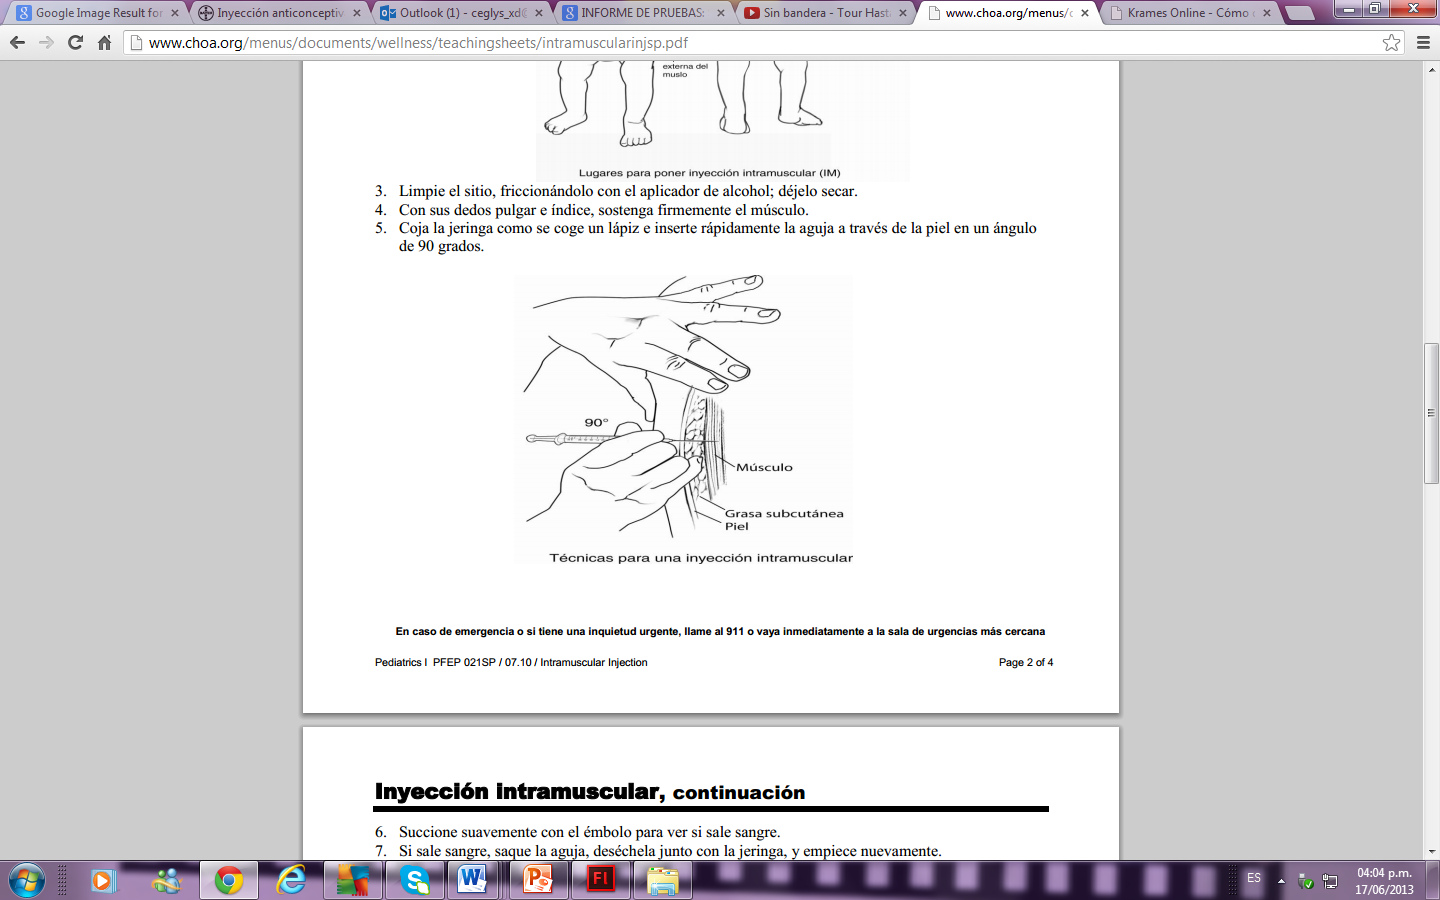 Google Image Result for
Inyección anticonceptiv
Outlook (1) - ceglys_xd@
INFORME DE PRUEBAS:
Sin bandera - Tour Hast
www.choa.org/menus/d
Krames Online - Cómo
www.choa.org/menus/documents/wellness/teachingsheets/intramuscularinjsp.pdf
externa del
muslo
Lugares para poner inyección intramuscular (IM)
3. Limpie el sitio, friccionándolo con el aplicador de alcohol; déjelo secar.
4. Con sus dedos pulgar e índice, sostenga firmemente el músculo.
5. Coja la jeringa como se coge un lápiz e inserte rápidamente la aguja a través de la piel en un ángulo
de 90 grados.
90°
Músculo
Grasa subcutánea
Piel
Técnicas para una inyección intramuscular
En caso de emergencia o si tiene una inquietud urgente, llame al 911 o vaya inmediatamente a la sala de urgencias más cercana
Pediatrics I PFEP 021SP / 07.10 / Intramuscular Injection Page 2 of 4
Inyección intramuscular, continuación
6. Succione suavemente con el émbolo para ver si sale sangre.
7. Si sale sangre, saque la aguja, deséchela junto con la jeringa, y empiece nuevamente.
ES
04:04 p.m.
17/06/2013